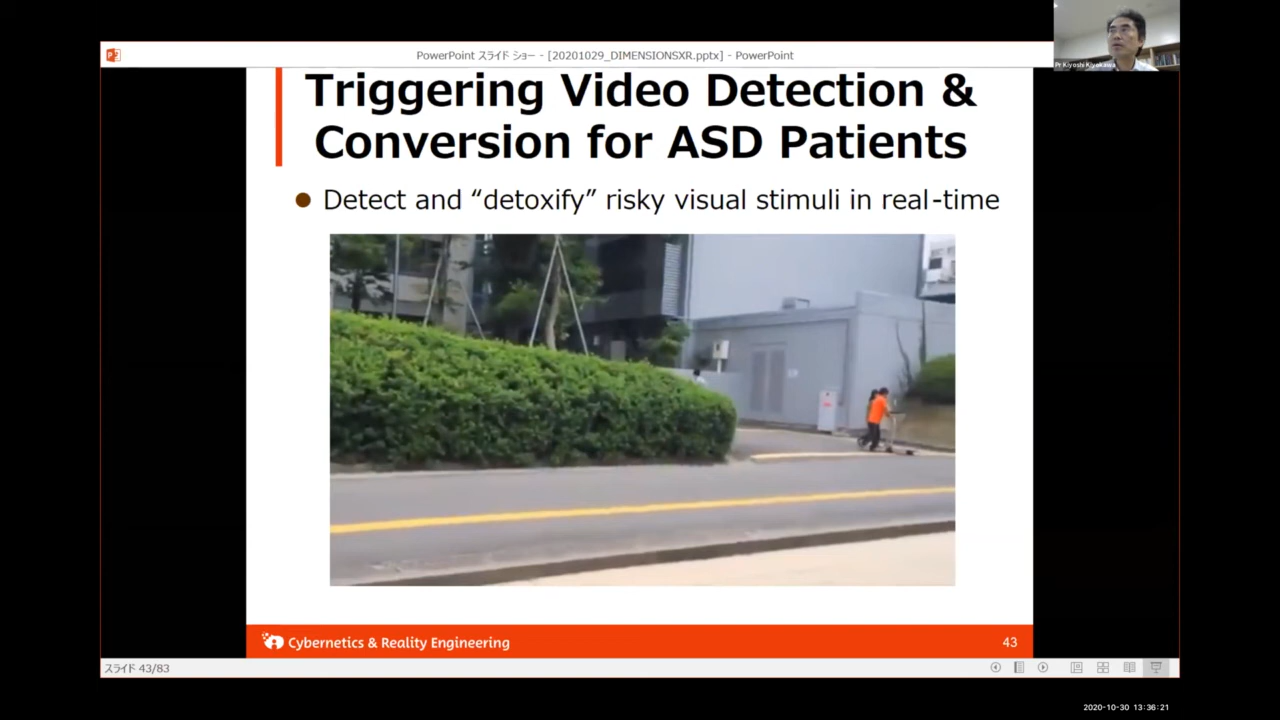 PowerPoint スライド ショー - [20201029_DIMENSIONSXR.pptx] - PowerPoint
Pr Kiyoshi Kiyokawa
Triggering Video Detection &
Conversion for ASD Patients
Detect and “detoxify” risky visual stimuli in real-time
Cybernetics & Reality Engineering
43
スライド 43/83
2020-10-30 13:36:21